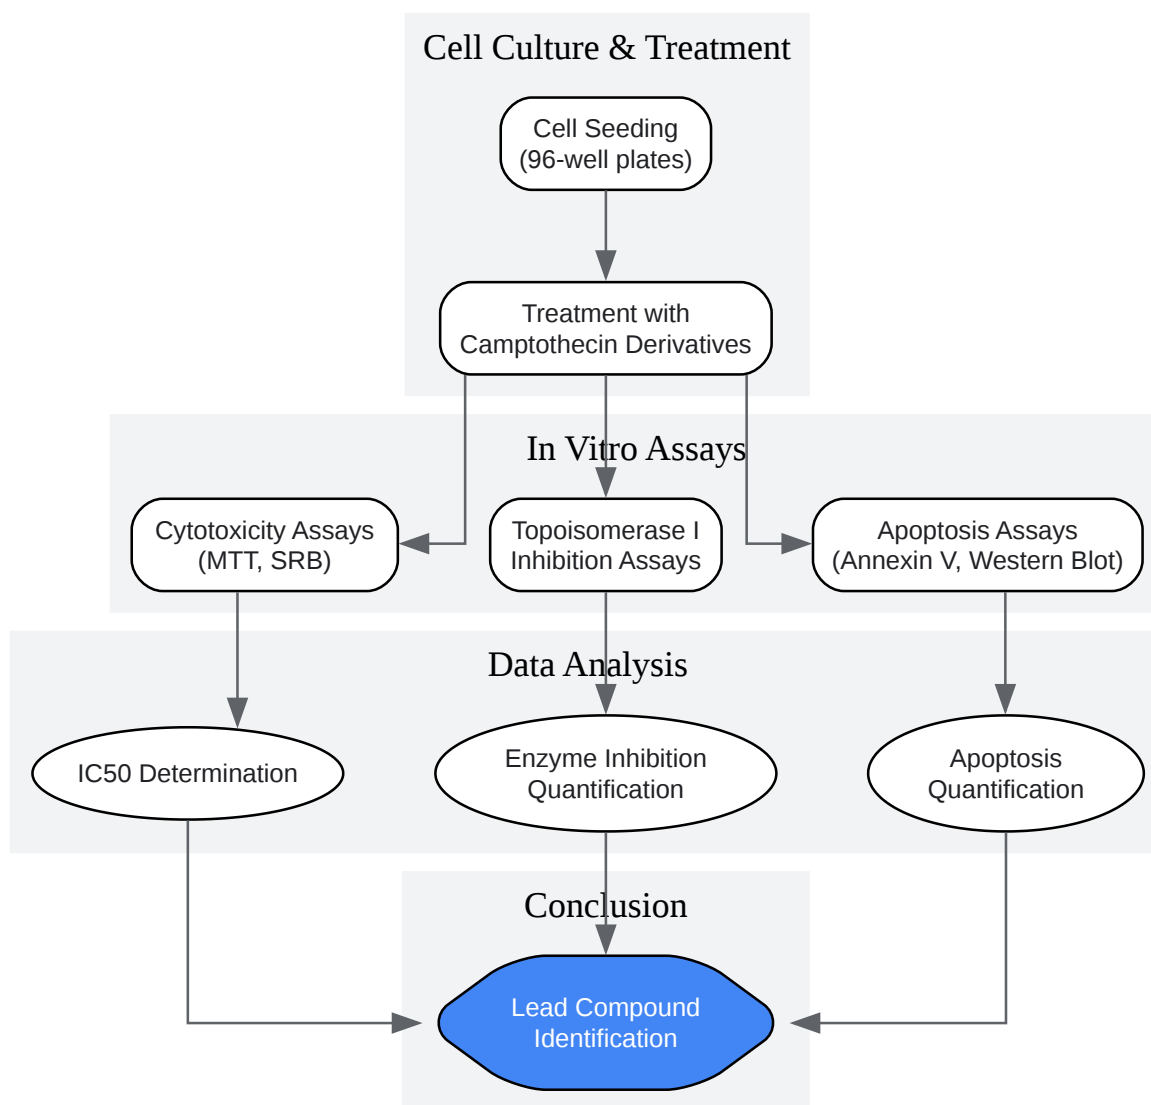 Cell Culture & Treatment
Cell Seeding
(96-well plates)
Treatment with
Camptothecin Derivatives
In Vitro Assays
Cytotoxicity Assays
(MTT, SRB)
Topoisomerase I
Inhibition Assays
Apoptosis Assays
(Annexin V, Western Blot)
Data Analysis
IC50 Determination
Enzyme Inhibition
Quantification
Apoptosis
Quantification
Conclusion
Lead Compound
Identification